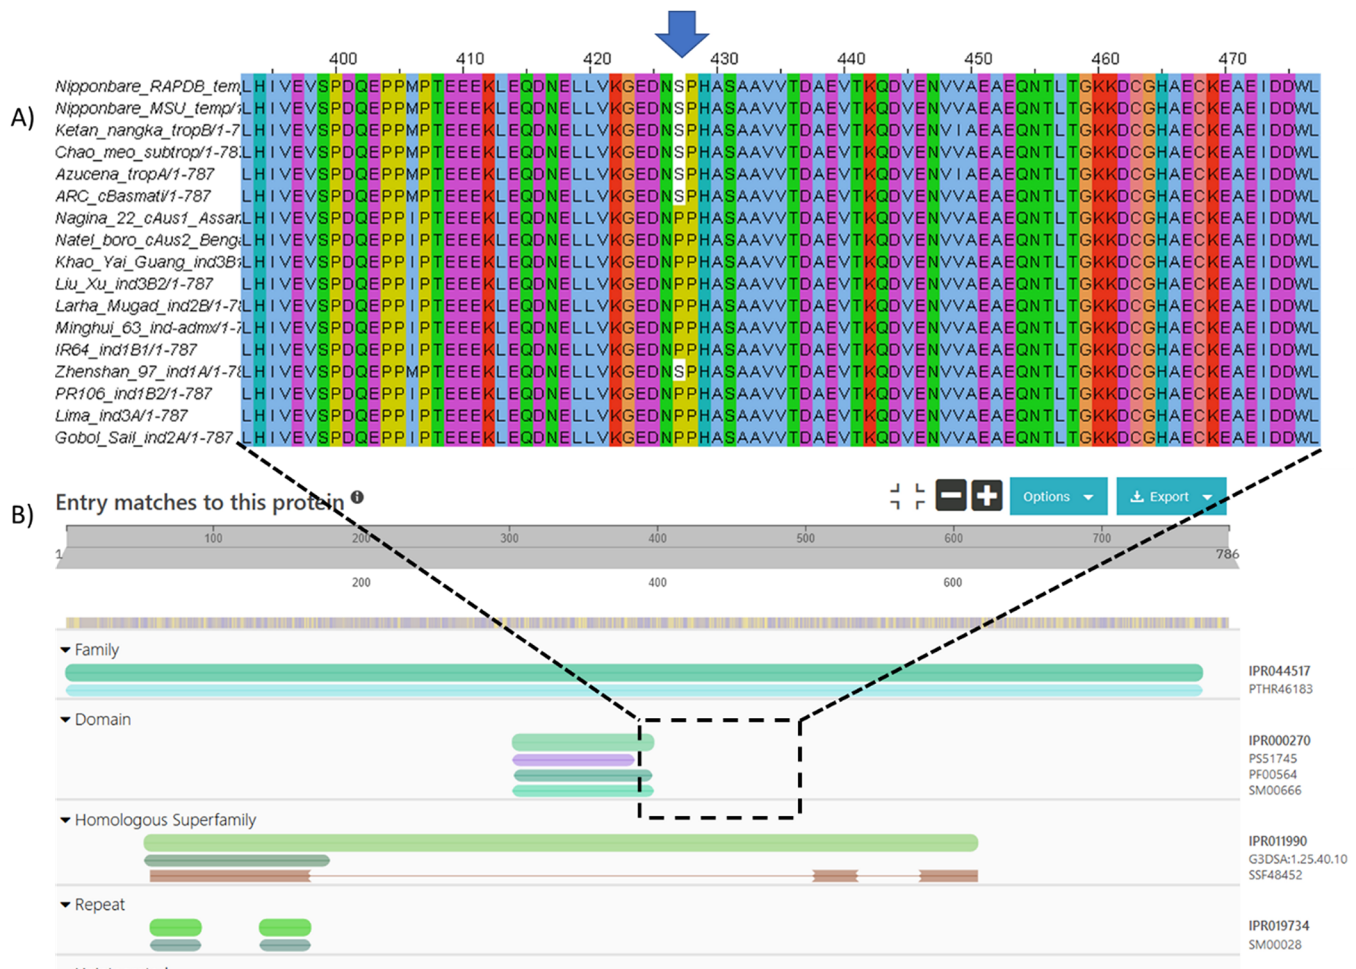 400 410 420 430 440 450 460 470
A)
Nipponbare_RAPDB_tem LHIVEVSPDQEPPMPTEEEKLEQDNELLVKGEDNSPHASAAVVTDAEVTKQDVENVVAEAEQNTLTGKKDCGHAECKEAEIDDWL
Nipponbare_MSU_temp/1 LHIVEVSPDQEPPMPTEEEKLEQDNELLVKGEDNSPHASAAVVTDAEVTKQDVENVVAEAEQNTLTGKKDCGHAECKEAEIDDWL
Ketan_nangka_tropB/1-7 LHIVEVSPDQEPPMPTEEEKLEQDNELLVKGEDNSPHASAAVVTDAEVTKQDVENVIAEAEQNTLTGKKDCGHAECKEAEIDDWL
Chao_meo_subtrop/1-78 LHIVEVSPDQEPPMPTEEEKLEQDNELLVKGEDNSPHASAAVVTDAEVTKQDVENVVAEAEQNTLTGKKDCGHAECKEAEIDDWL
Azucena_tropA/1-787 LHIVEVSPDQEPPMPTEEEKLEQDNELLVKGEDNSPHASAAVVTDAEVTKQDVENVIAEAEQNTLTGKKDCGHAECKEAEIDDWL
ARC_cBasmati/1-787 LHIVEVSPDQEPPMPTEEEKLEQDNELLVKGEDNSPHASAAVVTDAEVTKQDVENVVAEAEQNTLTGKKDCGHAECKEAEIDDWL
Nagina_22_cAus1_Assar LHIVEVSPDQEPPIPTEEEKLEQDNELLVKGEDNPPHASAAVVTDAEVTKQDVENVVAEAEQNTLTGKKDCGHAECKEAEIDDWL
Natel_boro_cAus2_Benga LHIVEVSPDQEPPIPTEEEKLEQDNELLVKGEDNPPHASAAVVTDAEVTKQDVENVVAEAEQNTLTGKKDCGHAECKEAEIDDWL
Khao_Yai_Guang_ind3B1 LHIVEVSPDQEPPIPTEEEKLEQDNELLVKGEDNPPHASAAVVTDAEVTKQDVENVVAEAEQNTLTGKKDCGHAECKEAEIDDWL
Liu_Xu_ind3B2/1-787 LHIVEVSPDQEPPIPTEEEKLEQDNELLVKGEDNPPHASAAVVTDAEVTKQDVENVVAEAEQNTLTGKKDCGHAECKEAEIDDWL
Larha_Mugad_ind2B/1-78 LHIVEVSPDQEPPIPTEEEKLEQDNELLVKGEDNPPHASAAVVTDAEVTKQDVENVVAEAEQNTLTGKKDCGHAECKEAEIDDWL
Minghui_63_ind-admx/1-7 LHIVEVSPDQEPPIPTEEEKLEQDNELLVKGEDNPPHASAAVVTDAEVTKQDVENVVAEAEQNTLTGKKDCGHAECKEAEIDDWL
IR64_ind1B1/1-787 LHIVEVSPDQEPPIPTEEEKLEQDNELLVKGEDNPPHASAAVVTDAEVTKQDVENVVAEAEQNTLTGKKDCGHAECKEAEIDDWL
Zhenshan_97_ind1A/1-78 LHIVEVSPDQEPPMPTEEEKLEQDNELLVKGEDNSPHASAAVVTDAEVTKQDVENVVAEAEQNTLTGKKDCGHAECKEAEIDDWL
PR106_ind1B2/1-787 LHIVEVSPDQEPPIPTEEEKLEQDNELLVKGEDNPPHASAAVVTDAEVTKQDVENVVAEAEQNTLTGKKDCGHAECKEAEIDDWL
Lima_ind3A/1-787 LHIVEVSPDQEPPIPTEEEKLEQDNELLVKGEDNPPHASAAVVTDAEVTKQDVENVVAEAEQNTLTGKKDCGHAECKEAEIDDWL
Gobol_Sail_ind2A/1-787 LHIVEVSPDQEPPIPTEEEKLEQDNELLVKGEDNPPHASAAVVTDAEVTKQDVENVVAEAEQNTLTGKKDCGHAECKEAEIDDWL
B)
Entry matches to this protein
Options
Export
100 200 300 400 500 600 700
1 786
200 400 600
Family
IPR044517
PTHR46183
Domain
IPR000270
PS51745
PF00564
SM00666
Homologous Superfamily
IPR011990
G3DSA:1.25.40.10
SSF48452
Repeat
IPR019734
SM00028